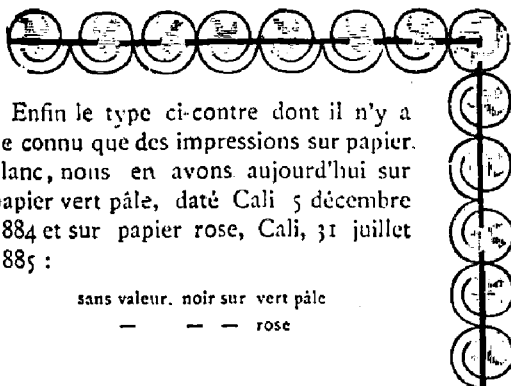 Enfin le type ci-contre dont il n'y a
e connu que des impressions sur papier.
lanc, nous en avons aujourd'hui sur
apier vert pâle, daté Cali 5 décembre
884 et sur papier rose, Cali, 31 juillet
885 :
sans valeur. noir sur vert pâle
— — — rose